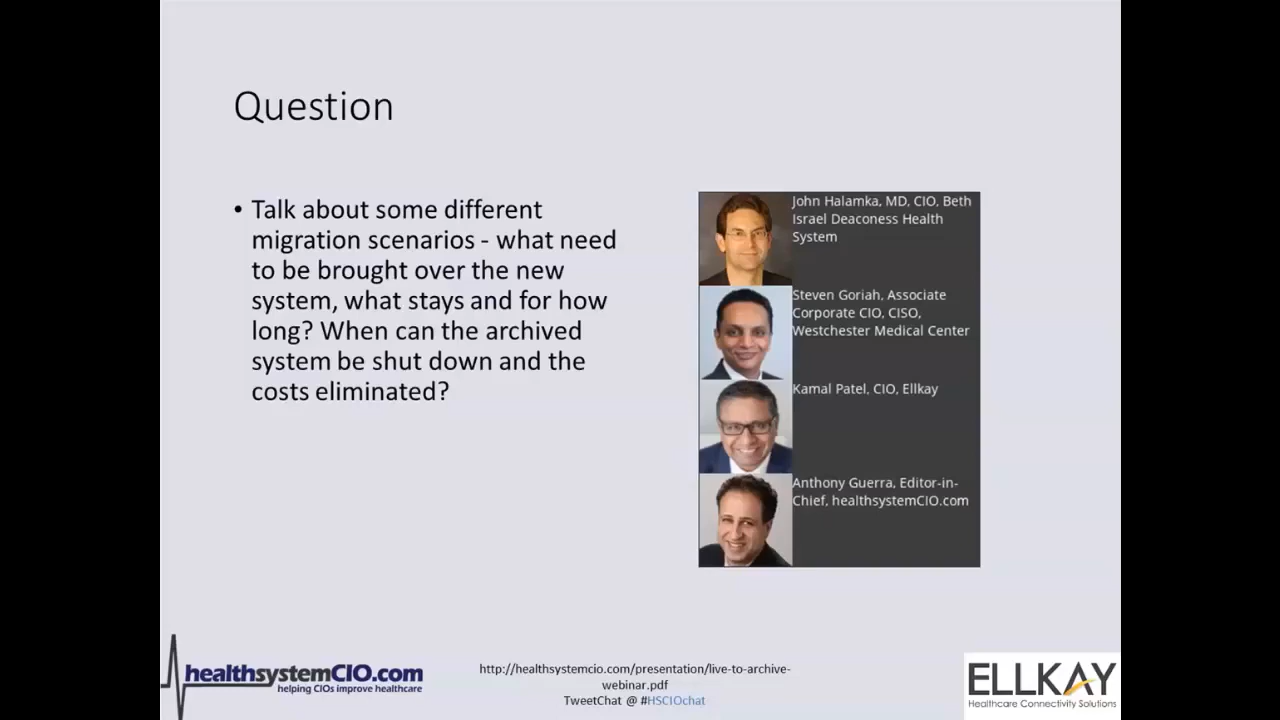 Question
• Talk about some different
migration scenarios - what need
to be brought over the new
system, what stays and for how
long? When can the archived
system be shut down and the
costs eliminated?
John Halamka, MD, CIO, Beth
Israel Deaconess Health
System
Steven Goriah, Associate
Corporate CIO, CISO,
Westchester Medical Center
Kamal Patel, CIO, Ellkay
Anthony Guerra, Editor-in-
Chief, healthsystemCIO.com
healthsystemCIO.com
helping CIOs improve healthcare
http://healthsystemcio.com/presentation/live-to-archive-
webinar.pdf
TweetChat @ #HSCIOchat
ELLKAY
Healthcare Connectivity Solutions